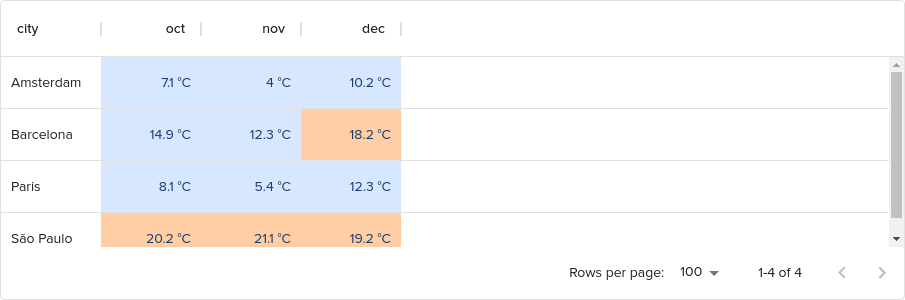 city oct nov dec
Amsterdam 7.1 °C 4 °C 10.2 °C
Barcelona 14.9 °C 12.3 °C 18.2 °C
Paris 8.1 °C 5.4 °C 12.3 °C
São Paulo 20.2 °C 21.1 °C 19.2 °C
Rows per page: 100 1-4 of 4